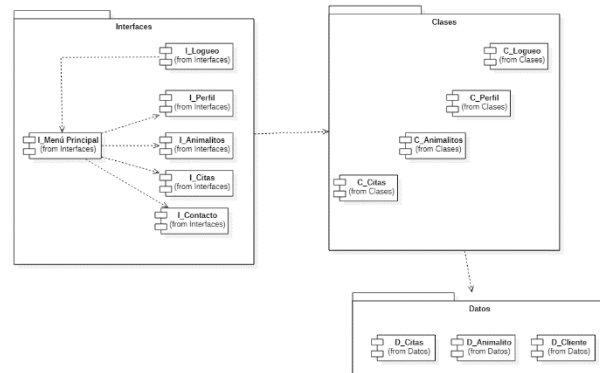 Interfaces
I_Logueo
(from Interfaces)
I_Perfil
(from Interfaces)
I_Menú Principal
(from Interfaces)
I_Animalitos
(from Interfaces)
I_Citas
(from Interfaces)
I_Contacto
(from Interfaces)
Clases
C_Logueo
(from Clases)
C_Perfil
(from Clases)
C_Animalitos
(from Clases)
C_Citas
(from Clases)
Datos
D_Citas
(from Datos)
D_Animalito
(from Datos)
D_Cliente
(from Datos)